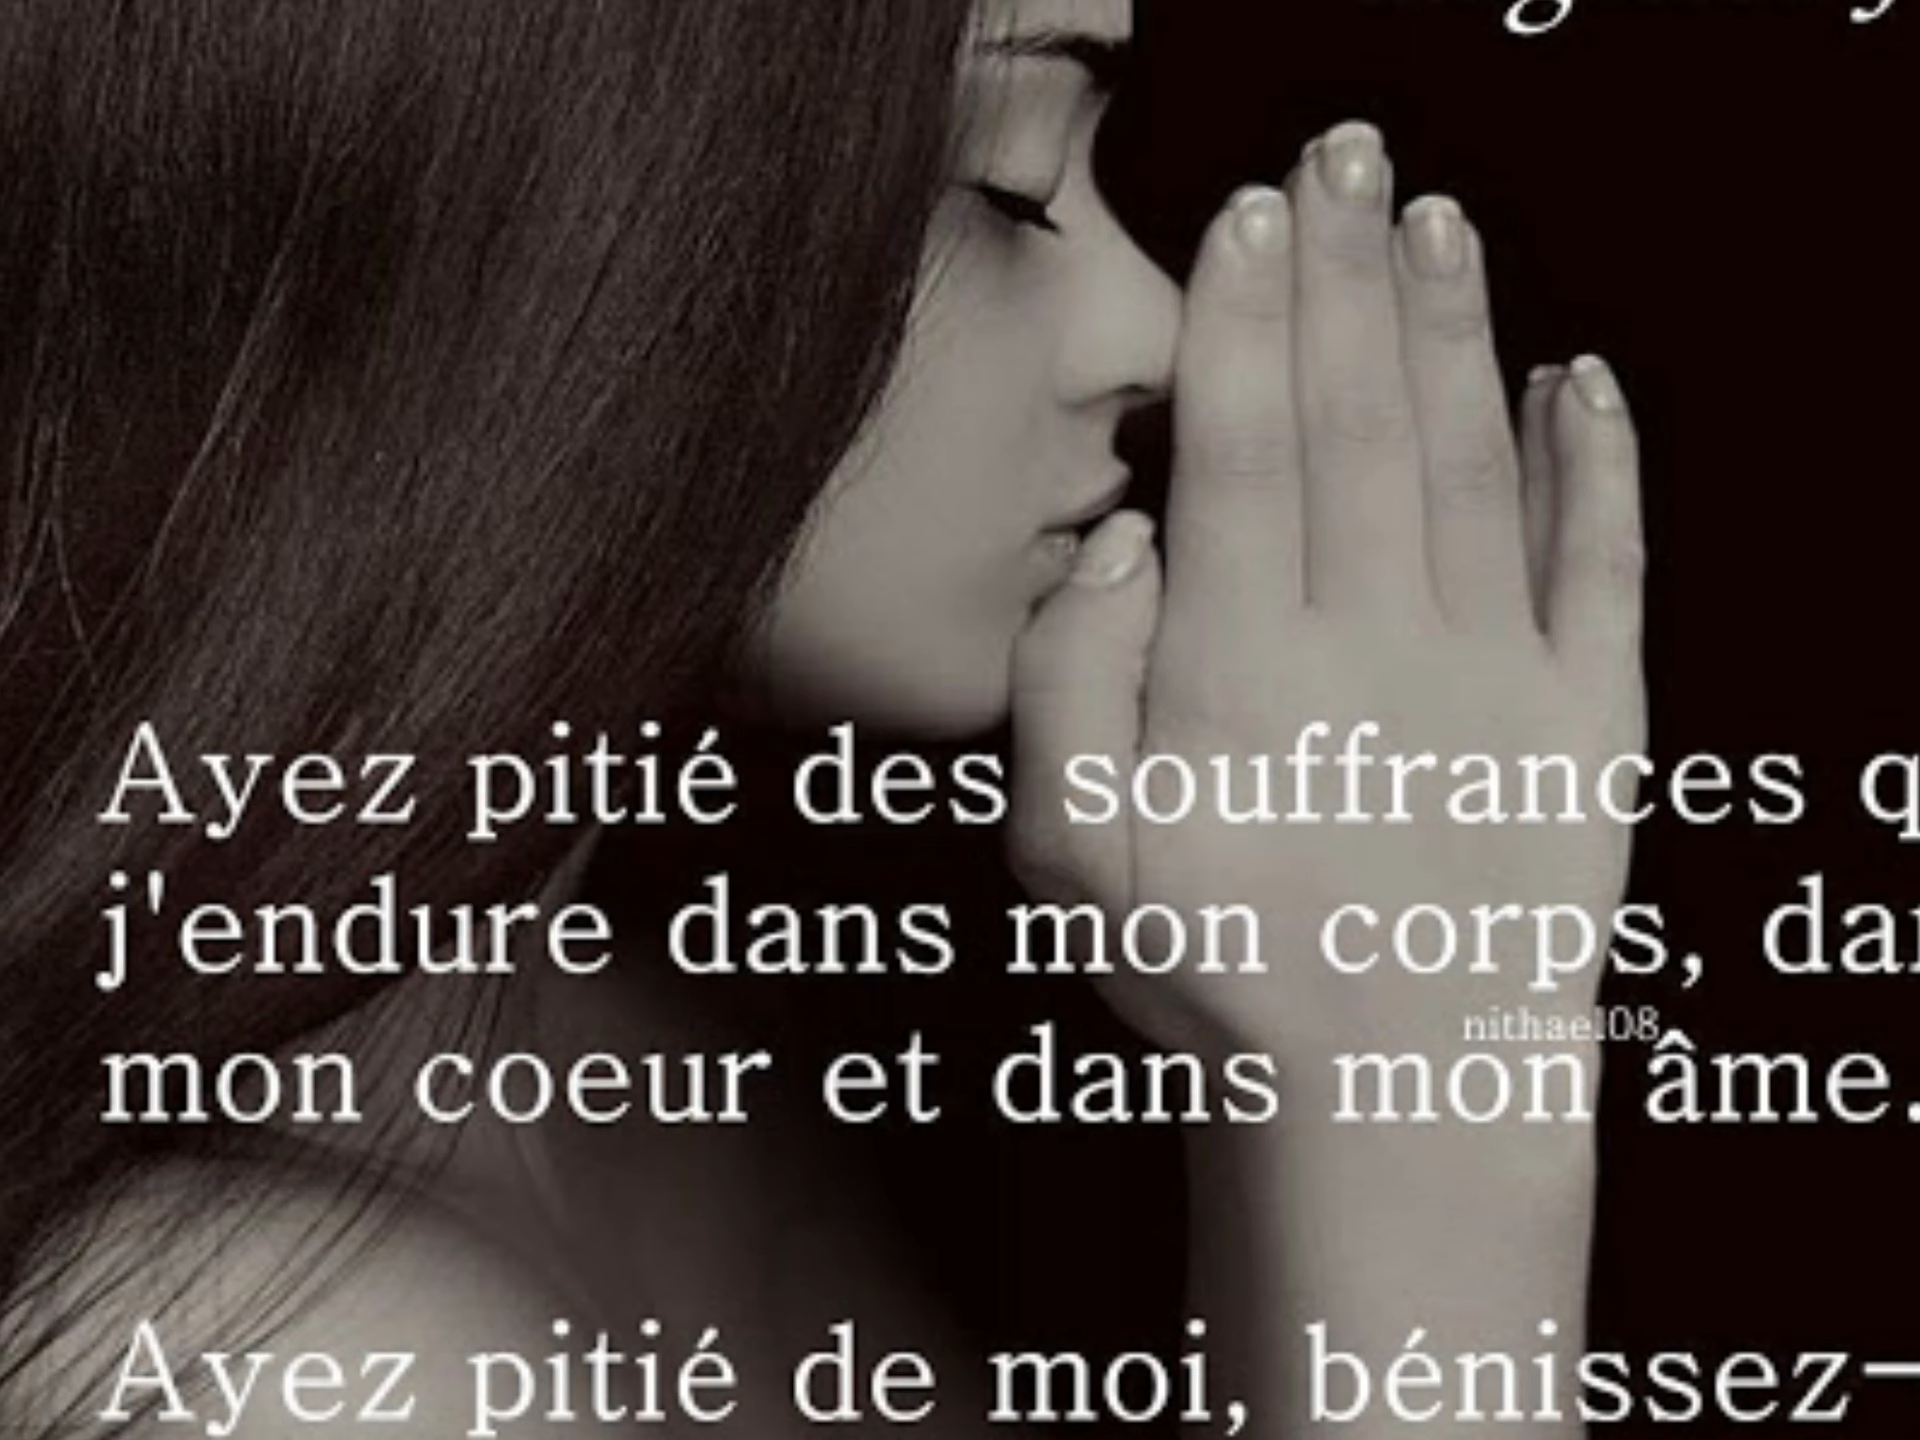 Ayez pitié des souffrances
j'endure dans mon corps,
nithael08
mon coeur et dans mon âme.
Ayez pitié de moi, bénissez-